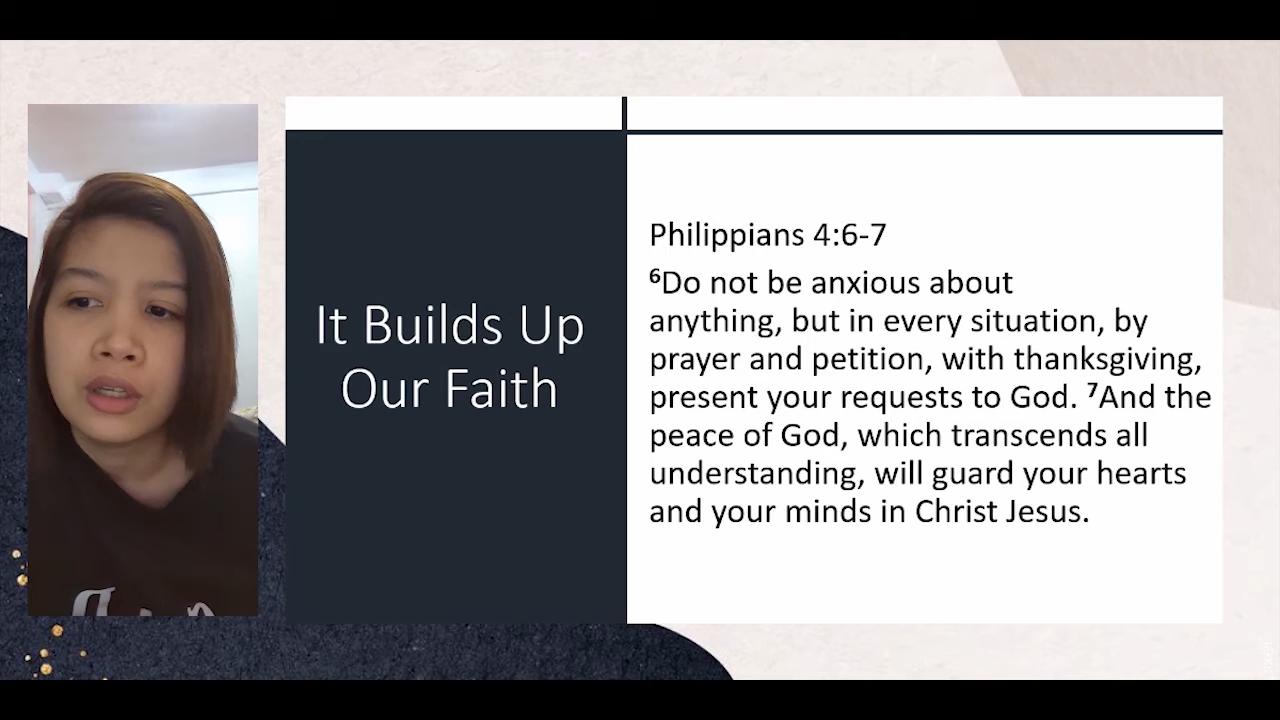 It Builds Up
Our Faith
Philippians 4:6-7
⁶Do not be anxious about
anything, but in every situation, by
prayer and petition, with thanksgiving,
present your requests to God. ⁷And the
peace of God, which transcends all
understanding, will guard your hearts
and your minds in Christ Jesus.